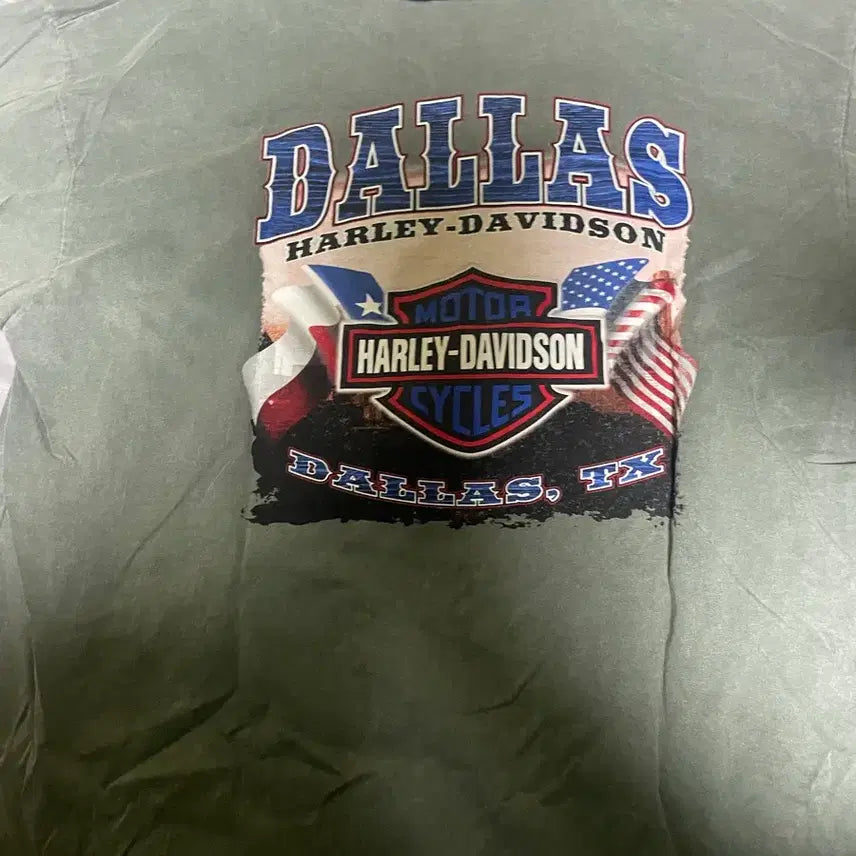 DALLAS
HARLEY-DAVIDSON
MOTOR
HARLEY-DAVIDSON
CYCLES
DALLAS, TX